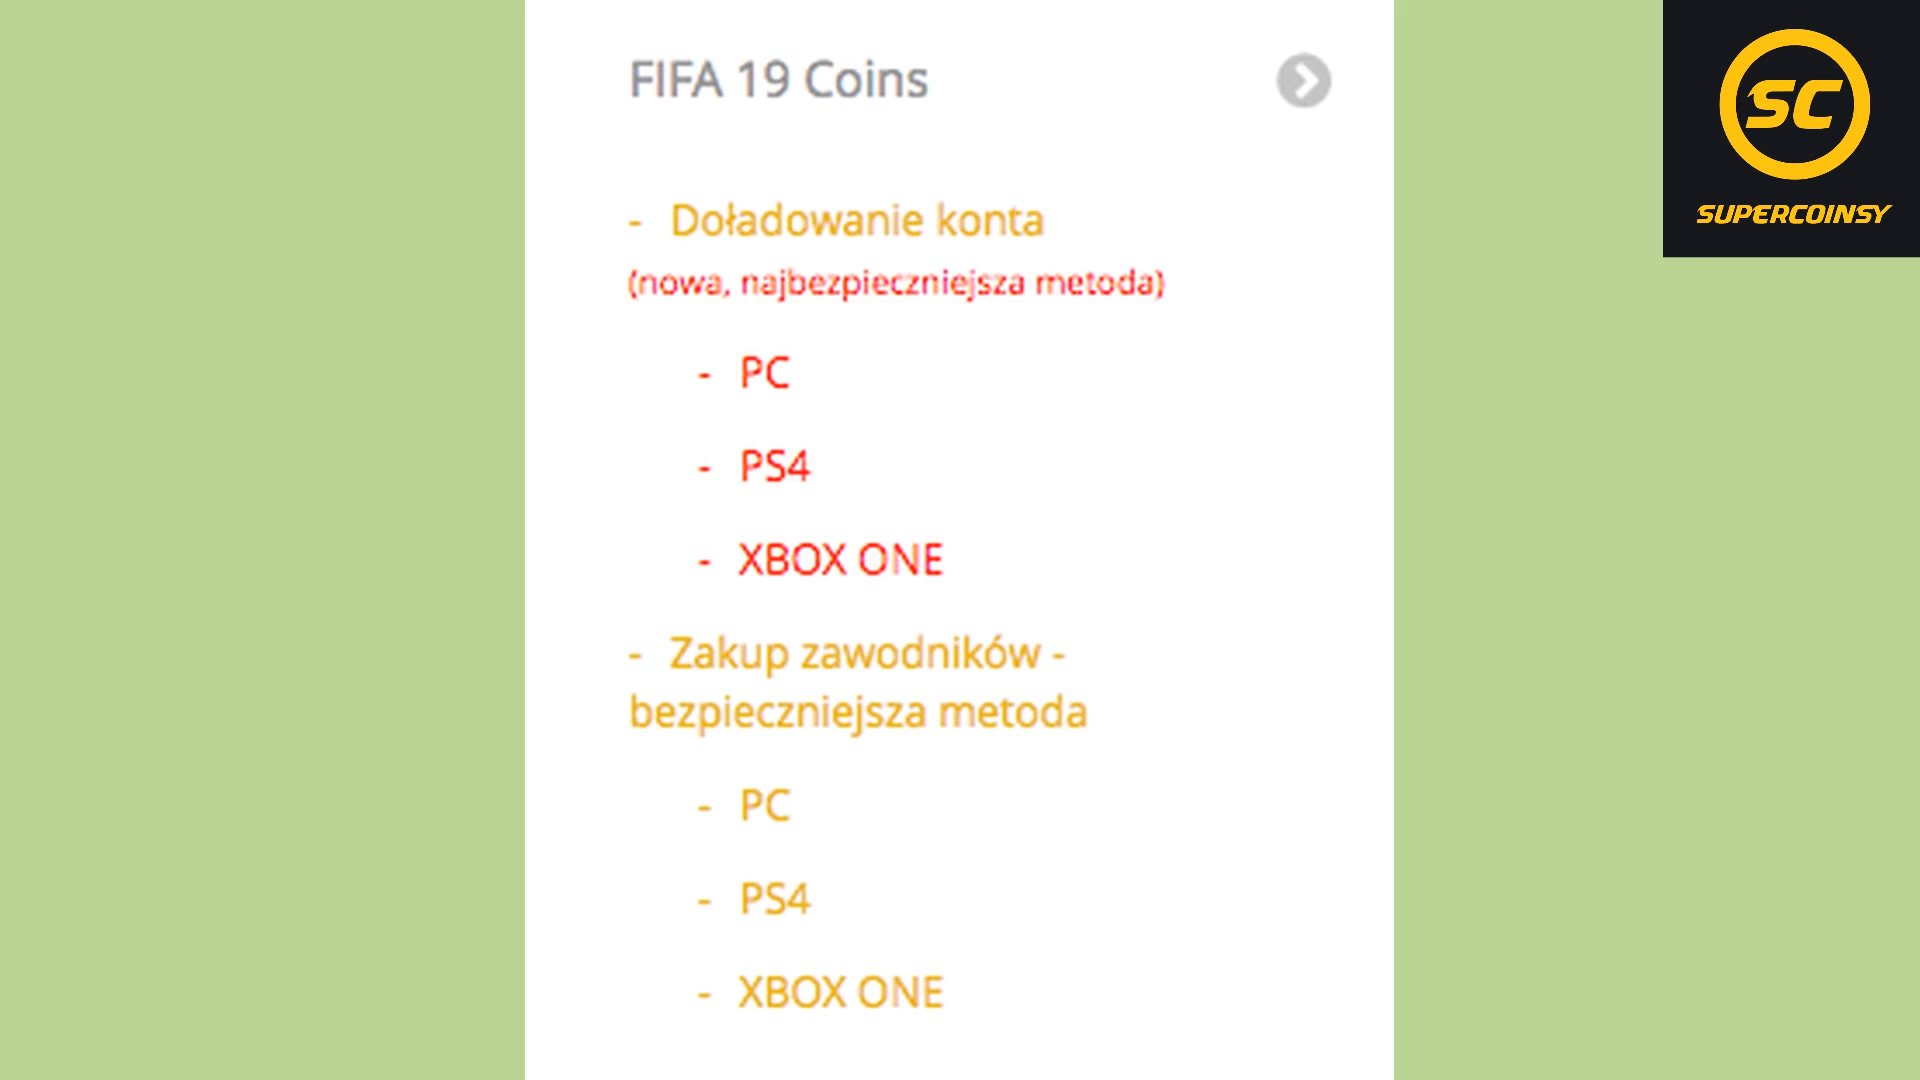 FIFA 19 Coins
- Doładowanie konta
(nowa, najbezpieczniejsza metoda)
- PC
- PS4
- XBOX ONE
- Zakup zawodników -
bezpieczniejsza metoda
- PC
- PS4
- XBOX ONE
SC
SUPERCOINSY